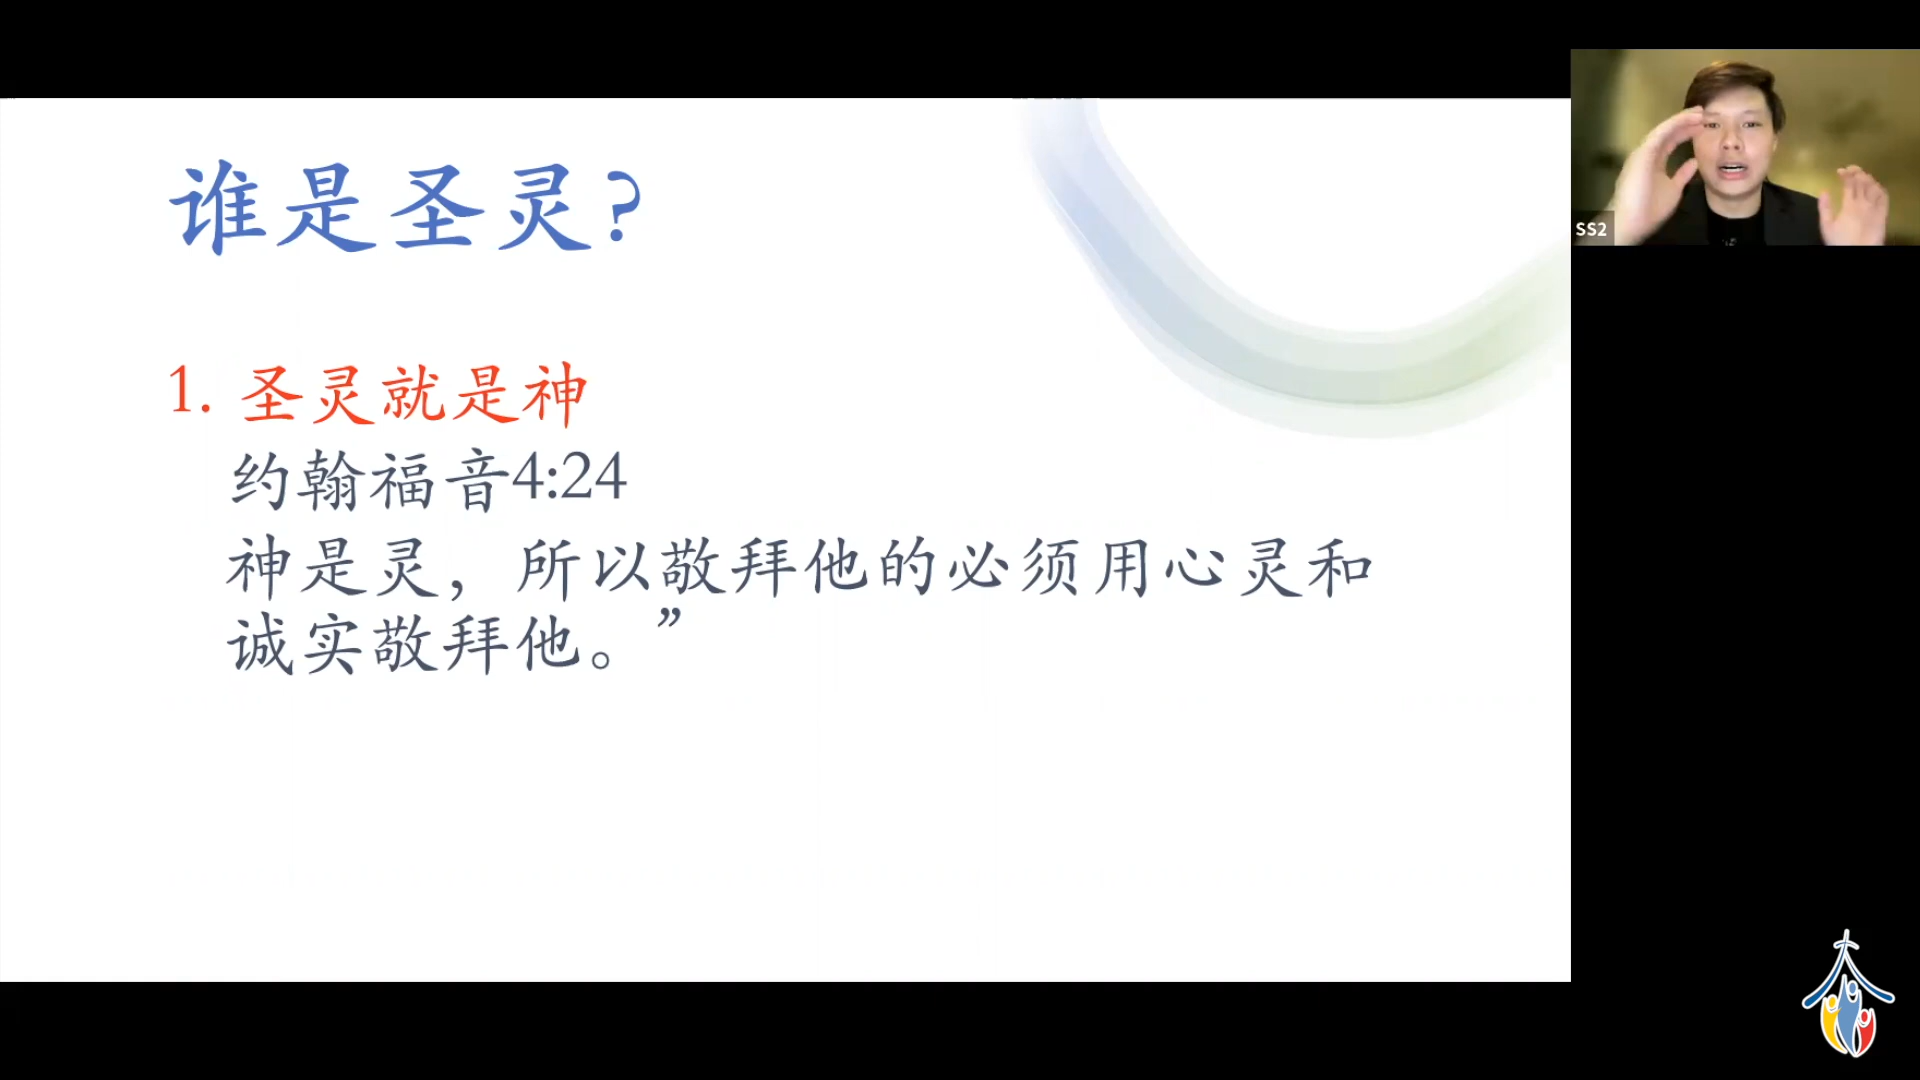 谁是圣灵?
1. 圣灵就是神
约翰福音4:24
神是灵，所以敬拜他的必须用心灵和
诚实敬拜他。”
SS2